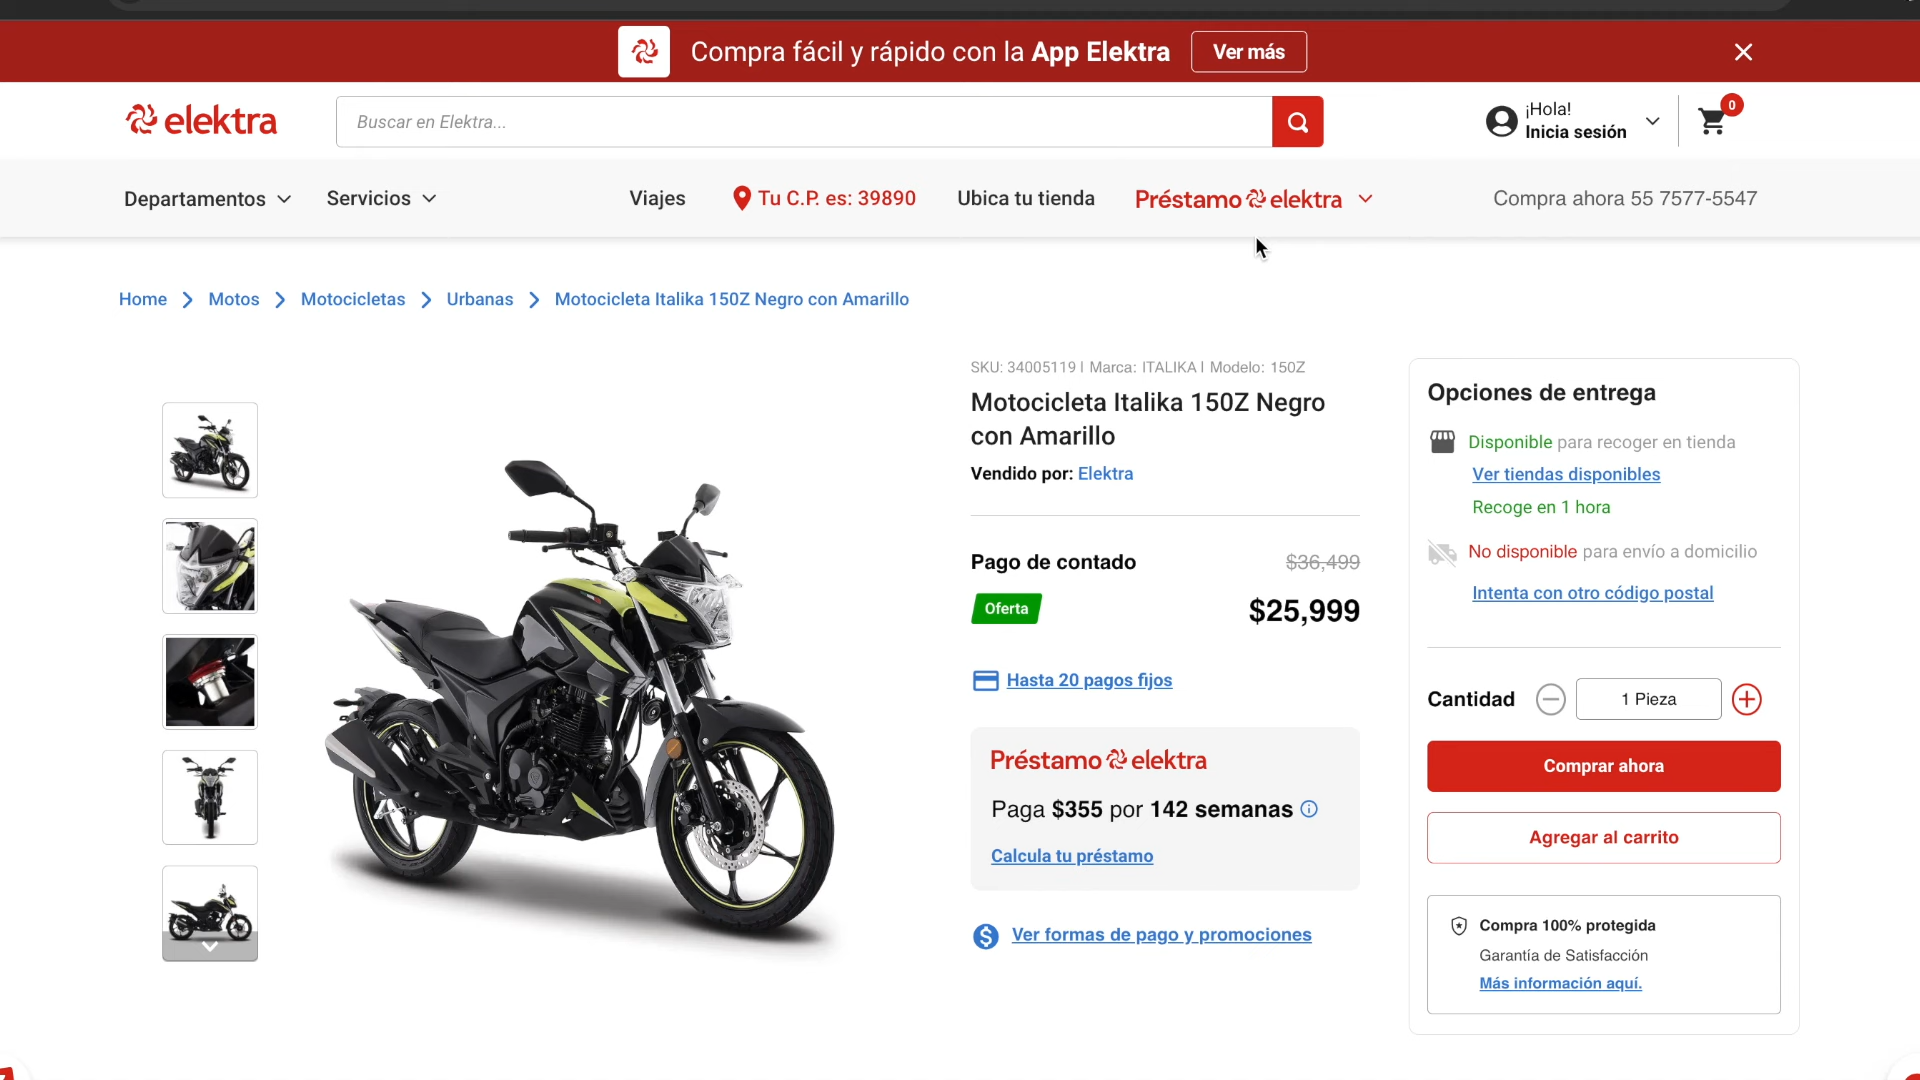 Compra fácil y rápido con la App Elektra
Ver más
elektra
Buscar en Elektra...
¡Hola!
Inicia sesión
0
Departamentos
Servicios
Viajes
Tu C.P. es: 39890
Ubica tu tienda
Préstamo elektra
Compra ahora 55 7577-5547
Home
Motos
Motocicletas
Urbanas
Motocicleta Italika 150Z Negro con Amarillo
SKU: 34005119 | Marca: ITALIKA | Modelo: 150Z
Motocicleta Italika 150Z Negro
con Amarillo
Vendido por: Elektra
Pago de contado
$36,499
Oferta
$25,999
Hasta 20 pagos fijos
Préstamo elektra
Paga $355 por 142 semanas
Calcula tu préstamo
Ver formas de pago y promociones
Opciones de entrega
Disponible para recoger en tienda
Ver tiendas disponibles
Recoge en 1 hora
No disponible para envío a domicilio
Intenta con otro código postal
Cantidad
1 Pieza
Comprar ahora
Agregar al carrito
Compra 100% protegida
Garantía de Satisfacción
Más información aquí.